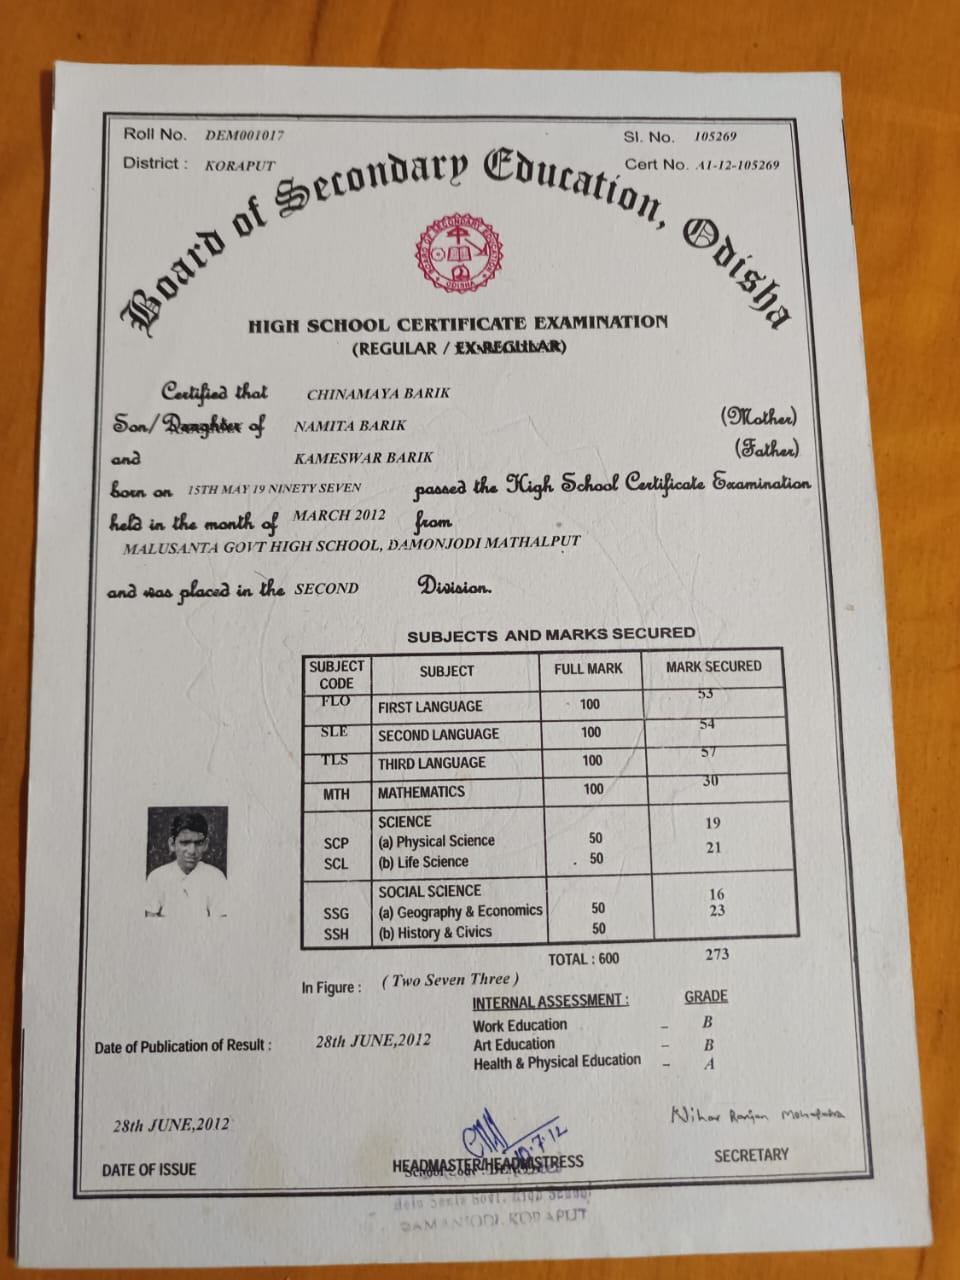 Roll No. DEM001017
Sl. No. 105269
District : KORAPUT
Cert No. A1-12-105269
Board of Secondary Education, Odisha
BOARD OF SECONDARY EDUCATION
ODISHA
HIGH SCHOOL CERTIFICATE EXAMINATION
(REGULAR / EX-REGULAR)
Certified that CHINAMAYA BARIK
Son/ Daughter of NAMITA BARIK (Mother)
and KAMESWAR BARIK (Father)
born on 15TH MAY 19 NINETY SEVEN passed the High School Certificate Examination
held in the month of MARCH 2012 from
MALUSANTA GOVT HIGH SCHOOL, DAMONJODI MATHALPUT
and was placed in the SECOND Division.
SUBJECTS AND MARKS SECURED
SUBJECT CODE SUBJECT FULL MARK MARK SECURED
FLO FIRST LANGUAGE 100 53
SLE SECOND LANGUAGE 100 54
TLS THIRD LANGUAGE 100 57
MTH MATHEMATICS 100 30
SCIENCE
SCP (a) Physical Science 50 19
SCL (b) Life Science 50 21
SOCIAL SCIENCE
SSG (a) Geography & Economics 50 16
SSH (b) History & Civics 50 23
TOTAL : 600 273
In Figure : ( Two Seven Three )
INTERNAL ASSESSMENT : GRADE
Work Education – B
Art Education – B
Health & Physical Education – A
Date of Publication of Result : 28th JUNE,2012
28th JUNE,2012
DATE OF ISSUE
7.12
HEADMASTER/HEADMISTRESS
Nihar Ranjan Mohapatra
SECRETARY
Govt. High School
DAMANJODI, KORAPUT